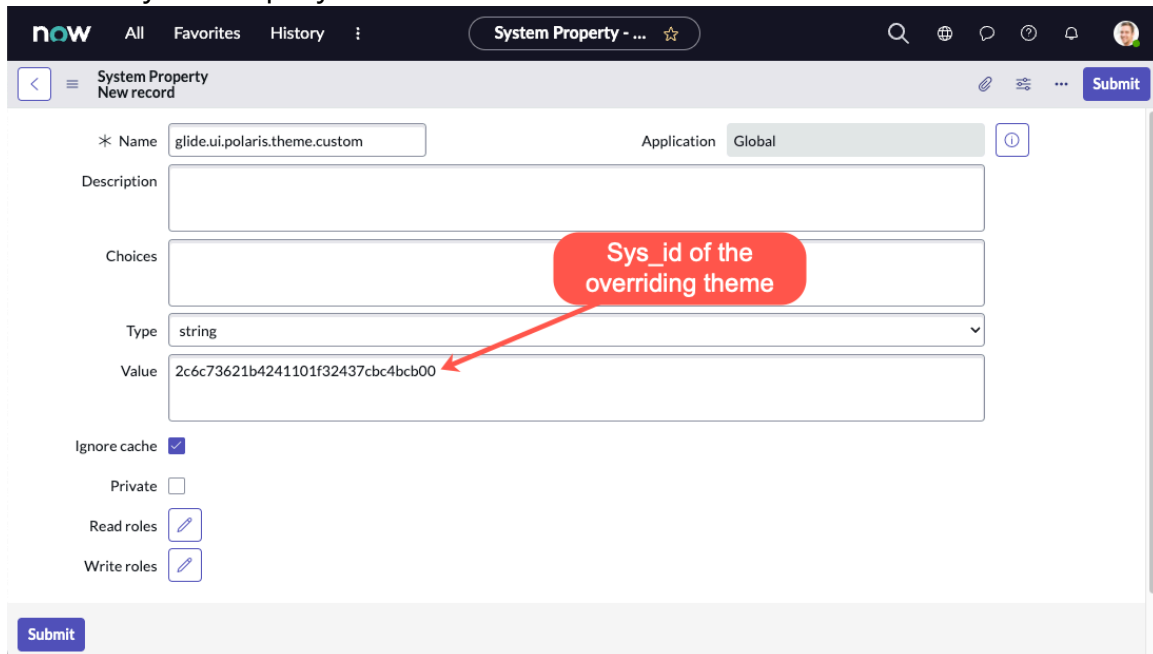 now All Favorites History System Property - ...
System Property
New record
Submit
Name glide.ui.polaris.theme.custom Application Global
Description
Choices
Sys_id of the
overriding theme
Type string
Value 2c6c73621b4241101f32437cbc4bcb00
Ignore cache
Private
Read roles
Write roles
Submit